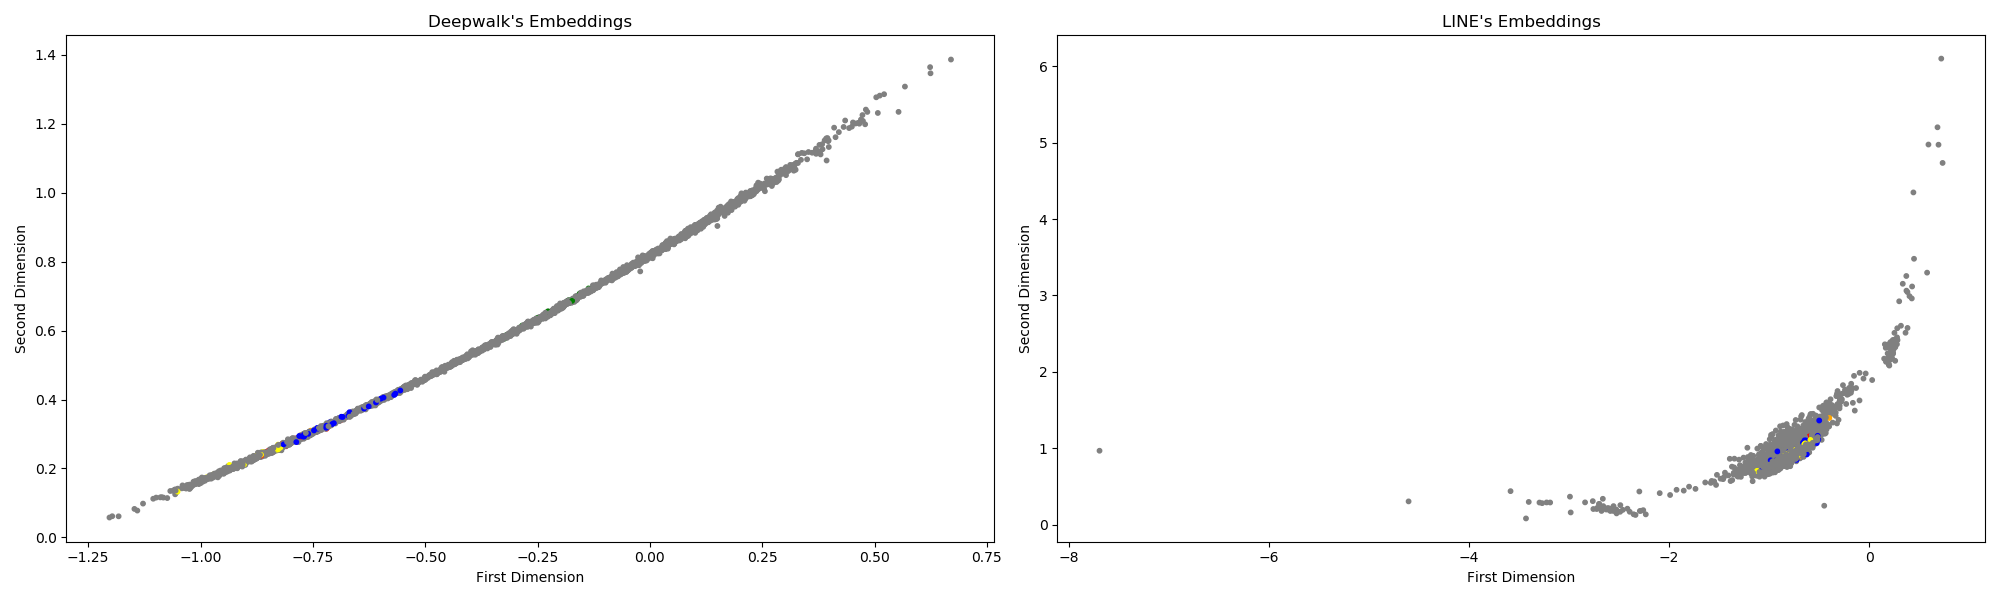 Deepwalk's Embeddings
Second Dimension
1.4
1.2
1.0
0.8
0.6
0.4
0.2
0.0
−1.25 −1.00 −0.75 −0.50 −0.25 0.00 0.25 0.50 0.75
First Dimension
LINE's Embeddings
Second Dimension
6
5
4
3
2
1
0
−8 −6 −4 −2 0
First Dimension